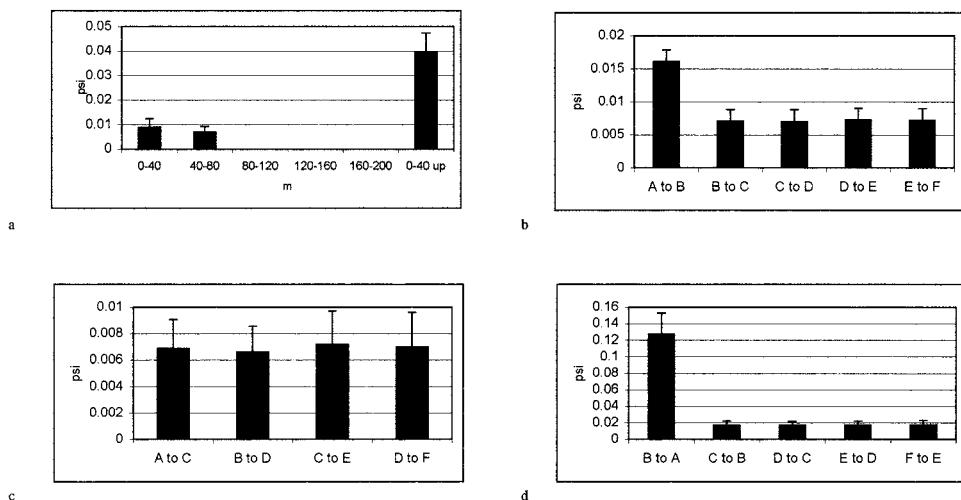 0.05
0.04
0.03
0.02
0.01
0
psi
0-40 40-80 80-120 120-160 160-200 0-40 up
m
a
0.02
0.015
0.01
0.005
0
psi
A to B B to C C to D D to E E to F
b
0.01
0.008
0.006
0.004
0.002
0
psi
A to C B to D C to E D to F
c
0.16
0.14
0.12
0.1
0.08
0.06
0.04
0.02
0
psi
B to A C to B D to C E to D F to E
d